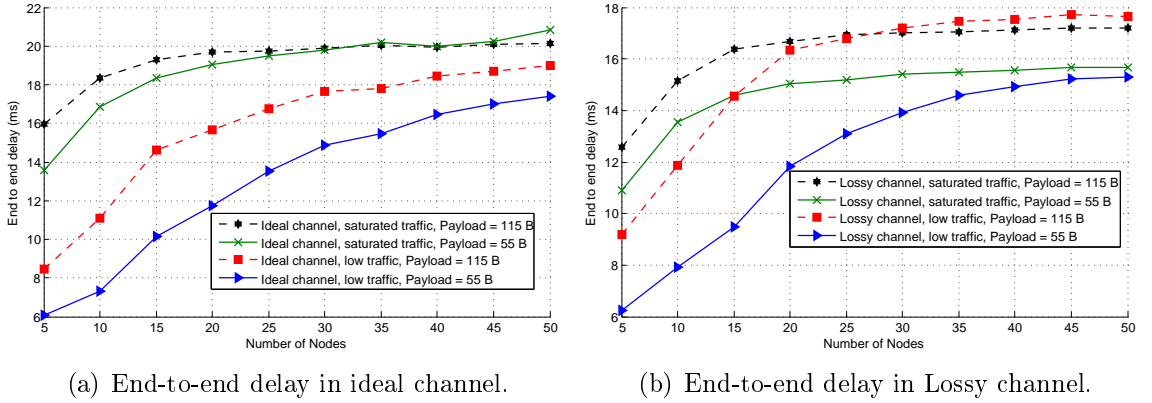 22
20
18
16
14
12
10
8
6
End to end delay (ms)
Ideal channel, saturated traffic, Payload = 115 B
Ideal channel, saturated traffic, Payload = 55 B
Ideal channel, low traffic, Payload = 115 B
Ideal channel, low traffic, Payload = 55 B
5 10 15 20 25 30 35 40 45 50
Number of Nodes
(a) End-to-end delay in ideal channel.
18
16
14
12
10
8
6
End to end delay (ms)
Lossy channel, saturated traffic, Payload = 115 B
Lossy channel, saturated traffic, Payload = 55 B
Lossy channel, low traffic, Payload = 115 B
Lossy channel, low traffic, Payload = 55 B
5 10 15 20 25 30 35 40 45 50
Number of Nodes
(b) End-to-end delay in Lossy channel.